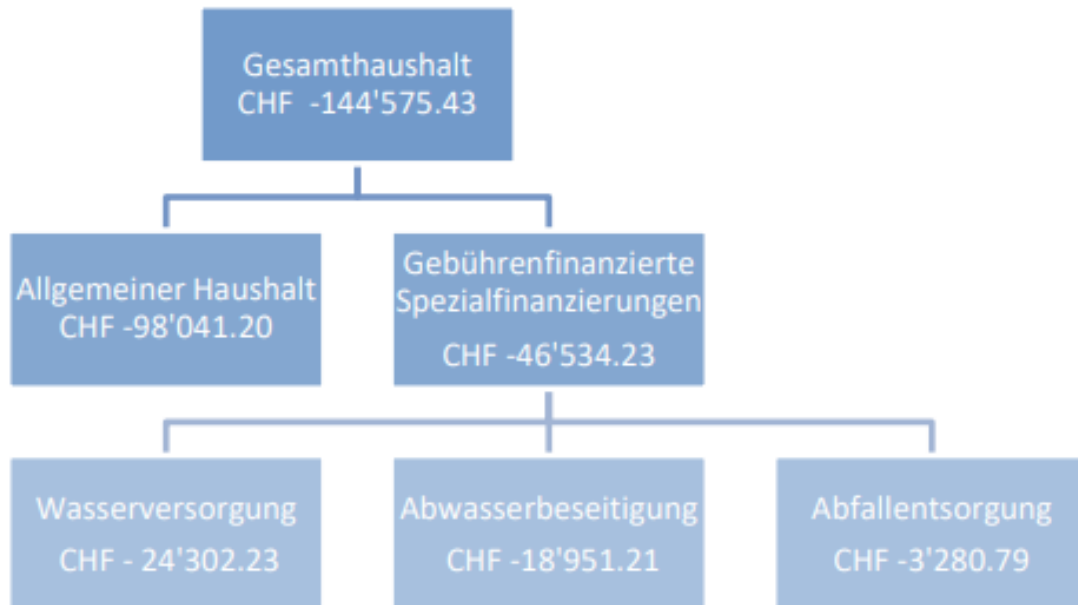 Gesamthaushalt
CHF  -144'575.43
Allgemeiner Haushalt
CHF -98'041.20
Gebührenfinanzierte
Spezialfinanzierungen
CHF -46'534.23
Wasserversorgung
CHF - 24'302.23
Abwasserbeseitigung
CHF -18'951.21
Abfallentsorgung
CHF -3'280.79